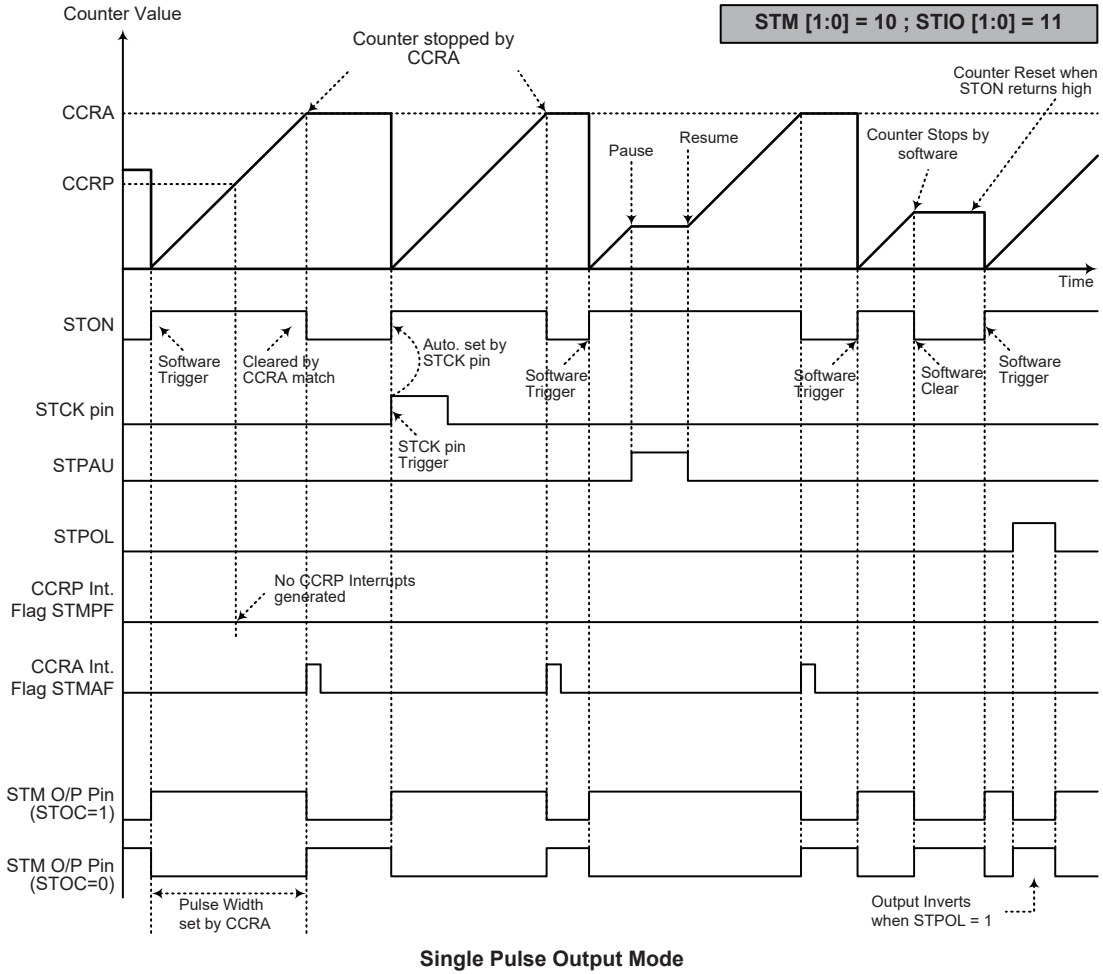 Counter Value
STM [1:0] = 10 ; STIO [1:0] = 11
Counter stopped by
CCRA
Counter Reset when
STON returns high
CCRA
Pause
Resume
Counter Stops by
software
CCRP
Time
STON
Software
Trigger
Cleared by
CCRA match
Auto. set by
STCK pin
Software
Trigger
Software
Trigger
Software
Clear
Software
Trigger
STCK pin
STCK pin
Trigger
STPAU
STPOL
CCRP Int.
Flag STMPF
No CCRP Interrupts
generated
CCRA Int.
Flag STMAF
STM O/P Pin
(STOC=1)
STM O/P Pin
(STOC=0)
Pulse Width
set by CCRA
Output Inverts
when STPOL = 1
Single Pulse Output Mode